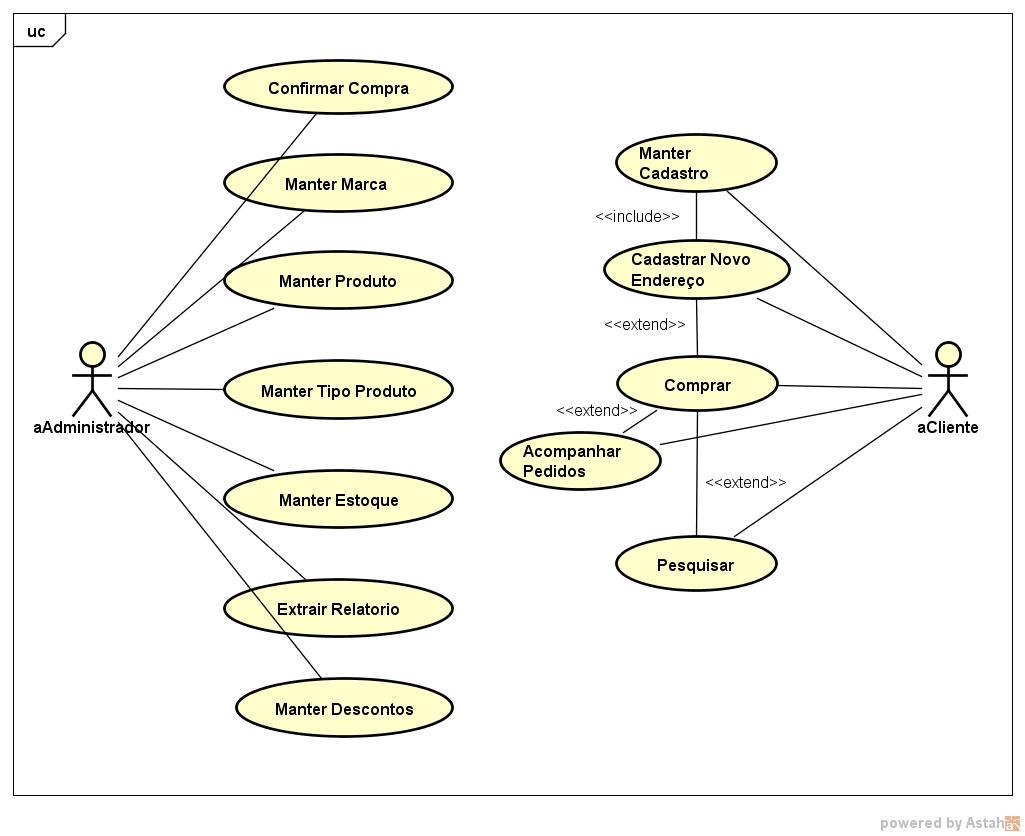 uc
Confirmar Compra
Manter Marca
Manter Produto
Manter Tipo Produto
Manter Estoque
Extrair Relatorio
Manter Descontos
aAdministrador
Manter
Cadastro
<<include>>
Cadastrar Novo
Endereço
<<extend>>
Comprar
<<extend>>
Acompanhar
Pedidos
<<extend>>
Pesquisar
aCliente
powered by Astah